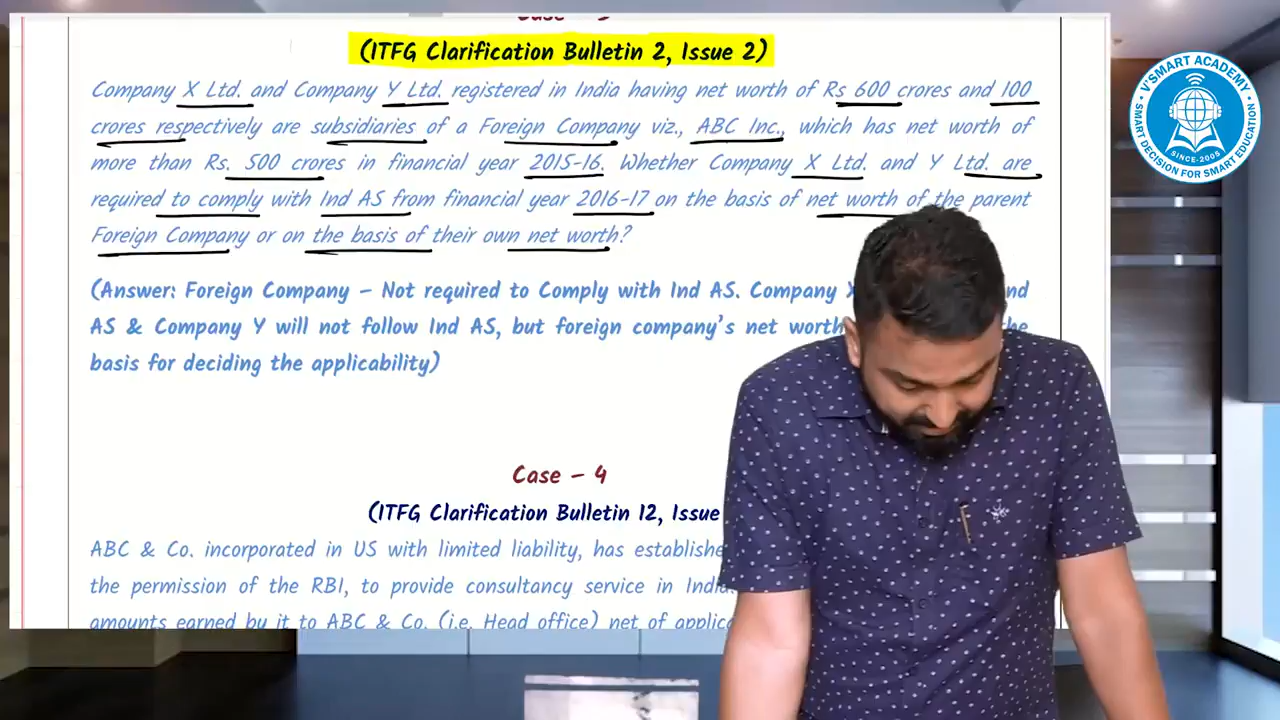 (ITFG Clarification Bulletin 2, Issue 2)
Company X Ltd. and Company Y Ltd. registered in India having net worth of Rs 600 crores and 100
crores respectively are subsidiaries of a Foreign Company viz., ABC Inc., which has net worth of
more than Rs. 500 crores in financial year 2015-16. Whether Company X Ltd. and Y Ltd. are
required to comply with Ind AS from financial year 2016-17 on the basis of net worth of the parent
Foreign Company or on the basis of their own net worth?
(Answer: Foreign Company – Not required to Comply with Ind AS. Company
AS & Company Y will not follow Ind AS, but foreign company's net worth
basis for deciding the applicability)
Case – 4
(ITFG Clarification Bulletin 12, Issue
ABC & Co. incorporated in US with limited liability, has
the permission of the RBI, to provide consultancy service in India.
amounts earned by it to ABC & Co. (i.e. Head office) net of
V'SMART ACADEMY
SINCE-2005
SMART DECISION FOR SMART EDUCATION